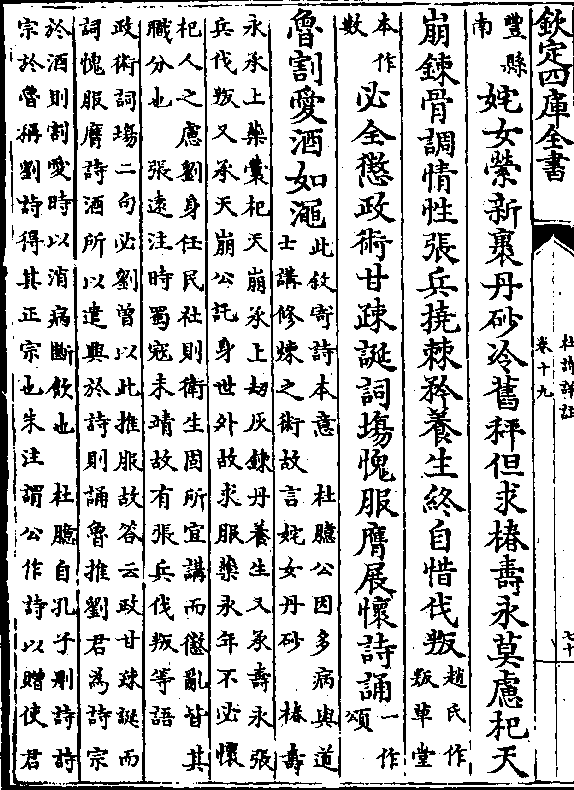 欽定四庫全書
杜詩詳註
卷十九
七十
豐縣
南
姹女縈新裹丹砂冷舊秤但求椿壽永莫慮杞天
崩鍊骨調情性張兵撓棘矜養生終自惜伐叛
趙氏作
叛草堂
本作
數
必全懲政術甘疎誕詞塲愧服膺展懷詩誦
一作
頌
魯割愛酒如澠
此敘寄詩本意 杜臆公因多病與道
士講修煉之術故言姹女丹砂 椿壽
永承上藥囊杞天崩承上劫灰鍊丹養生又承壽永張
兵伐叛又承天崩公託身世外故求服藥永年不必懷
杞人之慮劉身任民社則衛生固所宜講而懲亂皆其
職分也 張遠注時蜀寇未靖故有張兵伐叛等語
政術詞塲二句必劉曾以此推服故答云政甘疎誕而
詞愧服膺詩酒所以遣興於詩則誦魯推劉君為詩宗
於酒則割愛時以消病斷飲也 杜臆自孔子刪詩詩
宗於魯稱劉詩得其正宗也朱注 謂公作詩以贈使君